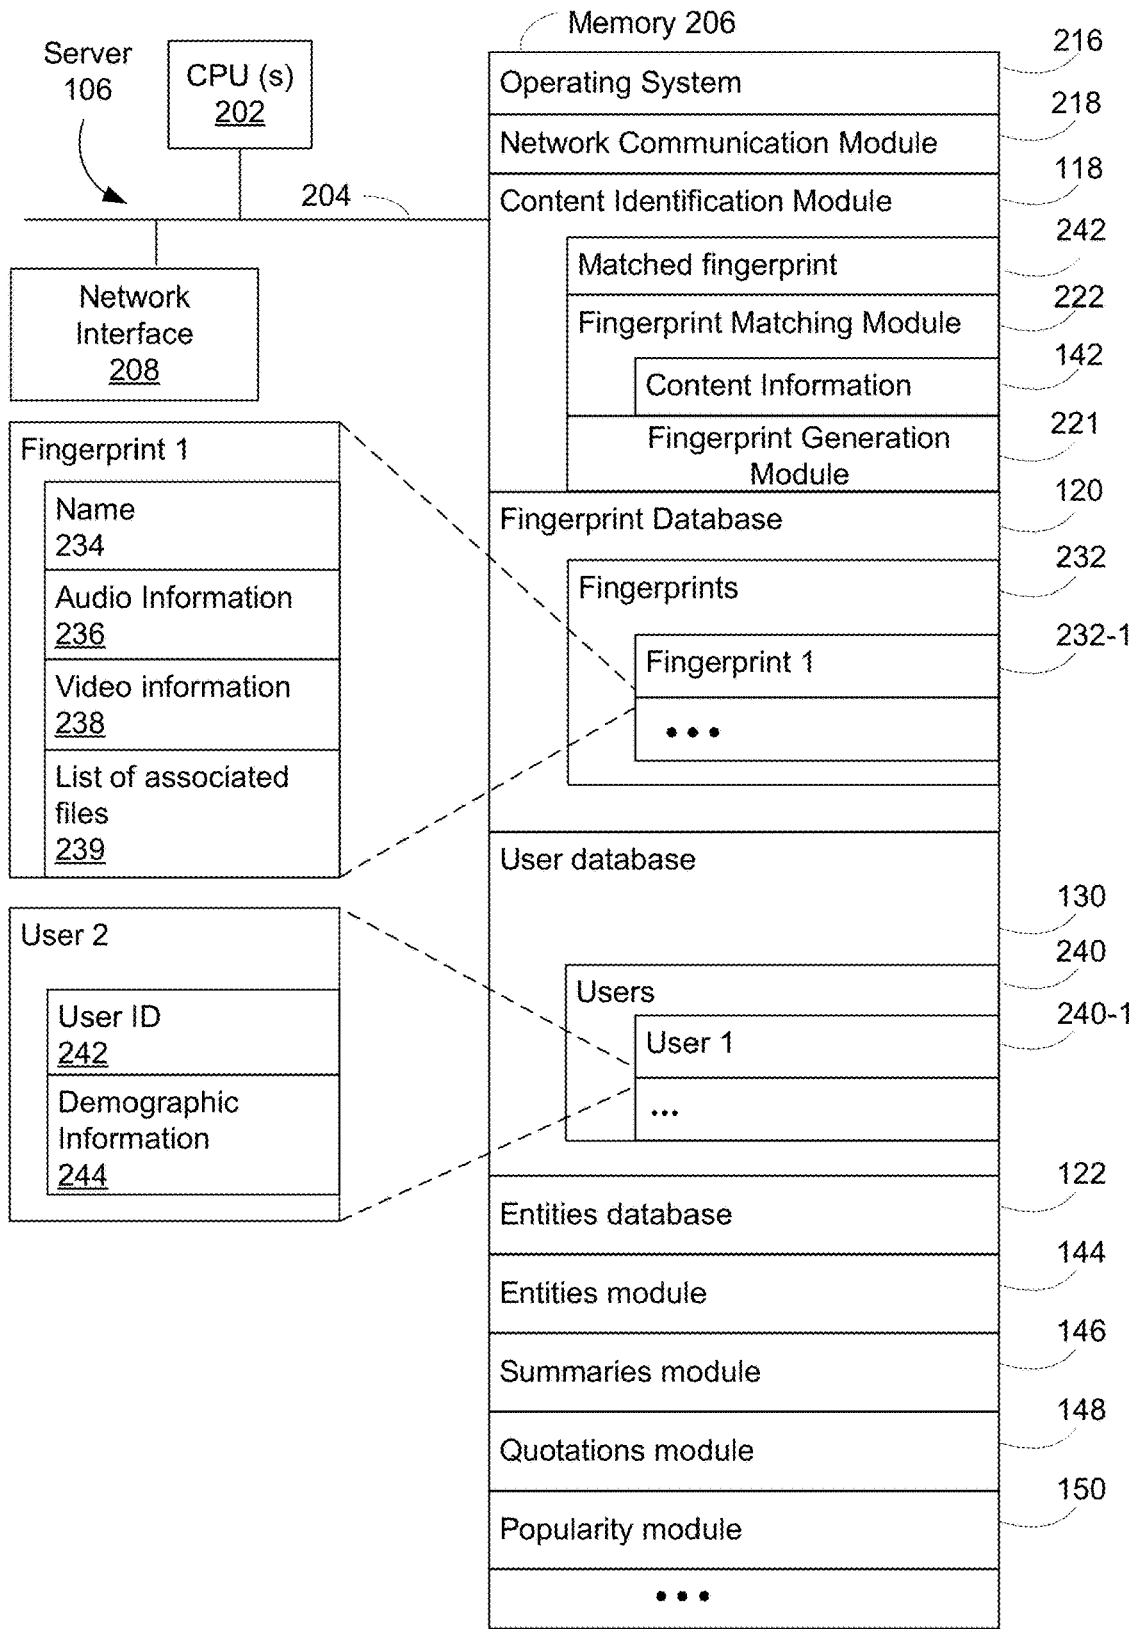 Memory 206
Server
106
CPU (s)
202
204
Network
Interface
208
Operating System
216
Network Communication Module
218
Content Identification Module
118
Matched fingerprint
242
Fingerprint Matching Module
222
Content Information
142
Fingerprint Generation
Module
221
Fingerprint Database
120
Fingerprints
232
Fingerprint 1
232-1
• • •
Fingerprint 1
Name
234
Audio Information
236
Video information
238
List of associated
files
239
User database
130
Users
240
User 1
240-1
...
User 2
User ID
242
Demographic
Information
244
Entities database
122
Entities module
144
Summaries module
146
Quotations module
148
Popularity module
150
• • •